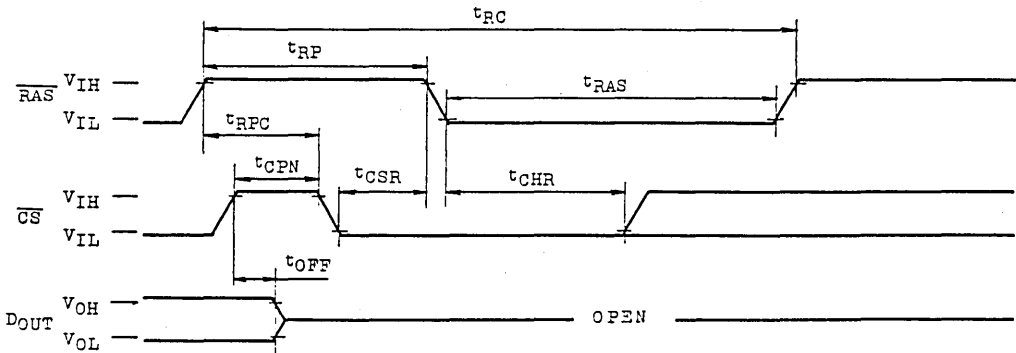 tRC
tRP
RAS VIH
tRAS
VIL
tRPC
tCPN
tCSR
tCHR
CS VIH
VIL
tOFF
VOH
DOUT OPEN
VOL